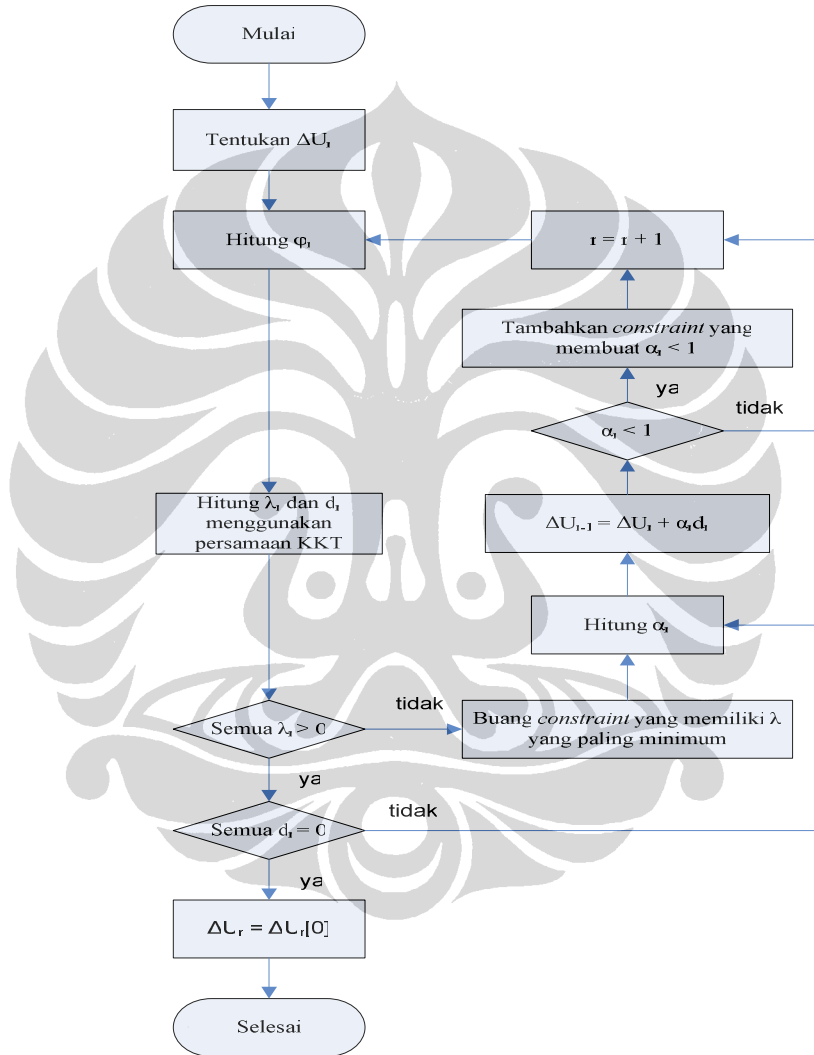 Mulai
Tentukan ΔUᵣ
Hitung φᵣ
r = r + 1
Tambahkan constraint yang
membuat αᵣ < 1
ya
tidak
αᵣ < 1
Hitung λᵣ dan dᵣ
menggunakan
persamaan KKT
ΔUᵣ₋₁ = ΔUᵣ + αᵣdᵣ
Hitung αᵣ
tidak
Semua λᵣ > 0
Buang constraint yang memiliki λ
yang paling minimum
ya
tidak
Semua dᵣ = 0
ya
ΔUᵣ = ΔUᵣ[0]
Selesai